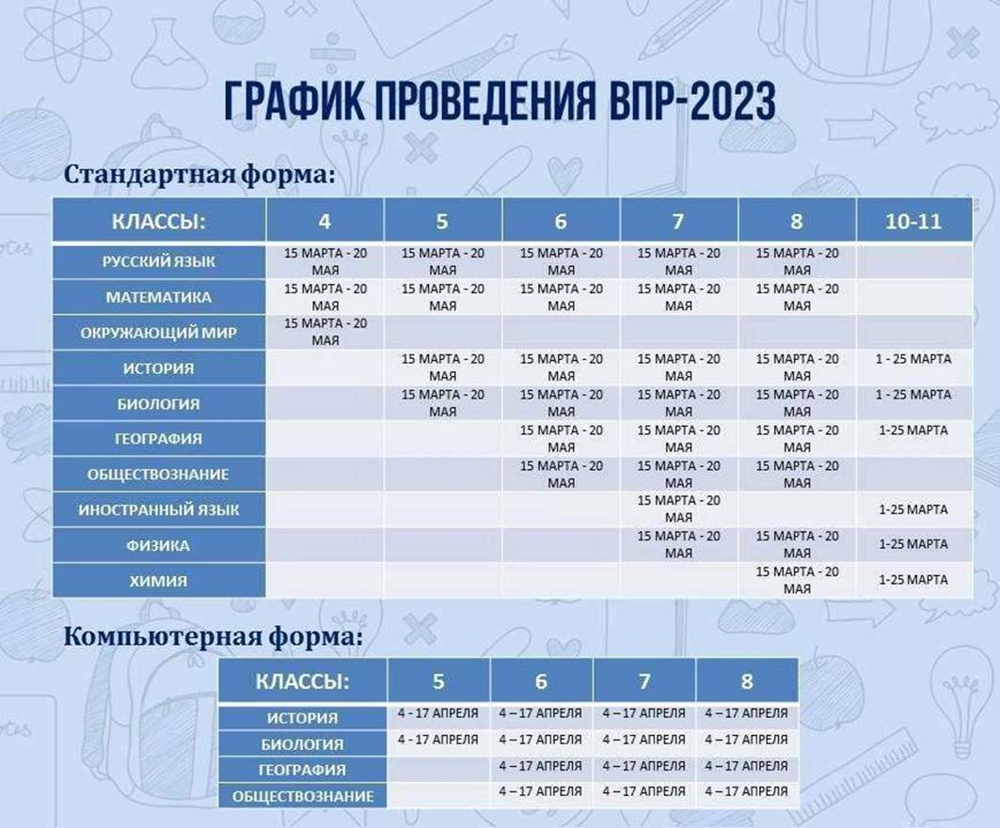 ГРАФИК ПРОВЕДЕНИЯ ВПР-2023
Стандартная форма:
КЛАССЫ: 4 5 6 7 8 10-11
РУССКИЙ ЯЗЫК 15 МАРТА - 20 МАЯ 15 МАРТА - 20 МАЯ 15 МАРТА - 20 МАЯ 15 МАРТА - 20 МАЯ 15 МАРТА - 20 МАЯ
МАТЕМАТИКА 15 МАРТА - 20 МАЯ 15 МАРТА - 20 МАЯ 15 МАРТА - 20 МАЯ 15 МАРТА - 20 МАЯ 15 МАРТА - 20 МАЯ
ОКРУЖАЮЩИЙ МИР 15 МАРТА - 20 МАЯ
ИСТОРИЯ 15 МАРТА - 20 МАЯ 15 МАРТА - 20 МАЯ 15 МАРТА - 20 МАЯ 15 МАРТА - 20 МАЯ 1 - 25 МАРТА
БИОЛОГИЯ 15 МАРТА - 20 МАЯ 15 МАРТА - 20 МАЯ 15 МАРТА - 20 МАЯ 15 МАРТА - 20 МАЯ 1 - 25 МАРТА
ГЕОГРАФИЯ 15 МАРТА - 20 МАЯ 15 МАРТА - 20 МАЯ 15 МАРТА - 20 МАЯ 1-25 МАРТА
ОБЩЕСТВОЗНАНИЕ 15 МАРТА - 20 МАЯ 15 МАРТА - 20 МАЯ 15 МАРТА - 20 МАЯ
ИНОСТРАННЫЙ ЯЗЫК 15 МАРТА - 20 МАЯ 1-25 МАРТА
ФИЗИКА 15 МАРТА - 20 МАЯ 15 МАРТА - 20 МАЯ 1-25 МАРТА
ХИМИЯ 15 МАРТА - 20 МАЯ 1-25 МАРТА
Компьютерная форма:
КЛАССЫ: 5 6 7 8
ИСТОРИЯ 4 - 17 АПРЕЛЯ 4 – 17 АПРЕЛЯ 4 – 17 АПРЕЛЯ 4 – 17 АПРЕЛЯ
БИОЛОГИЯ 4 - 17 АПРЕЛЯ 4 – 17 АПРЕЛЯ 4 – 17 АПРЕЛЯ 4 – 17 АПРЕЛЯ
ГЕОГРАФИЯ 4 – 17 АПРЕЛЯ 4 – 17 АПРЕЛЯ 4 – 17 АПРЕЛЯ
ОБЩЕСТВОЗНАНИЕ 4 – 17 АПРЕЛЯ 4 – 17 АПРЕЛЯ 4 – 17 АПРЕЛЯ